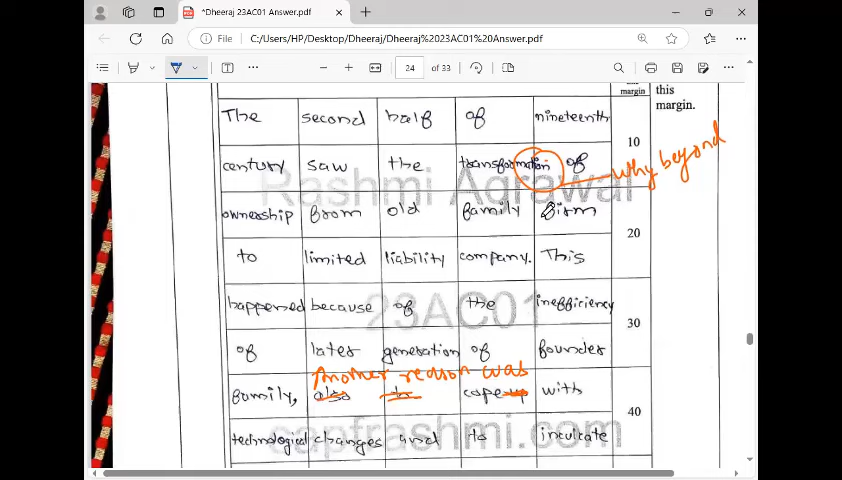 *Dheeraj 23AC01 Answer.pdf
File C:/Users/HP/Desktop/Dheeraj/Dheeraj%2023AC01%20Answer.pdf
24 of 33
margin this
margin.
The second half of nineteenth
10
century saw the transformation of
why beyond
Rashmi Agrawal
ownership from old family firm
20
to limited liability company. This
happened because of the inefficiency
23AC01
30
of later generation of founder
Another reason was
family, also to cope up with
40
technological changes and to inculcate
capfrashmi.com